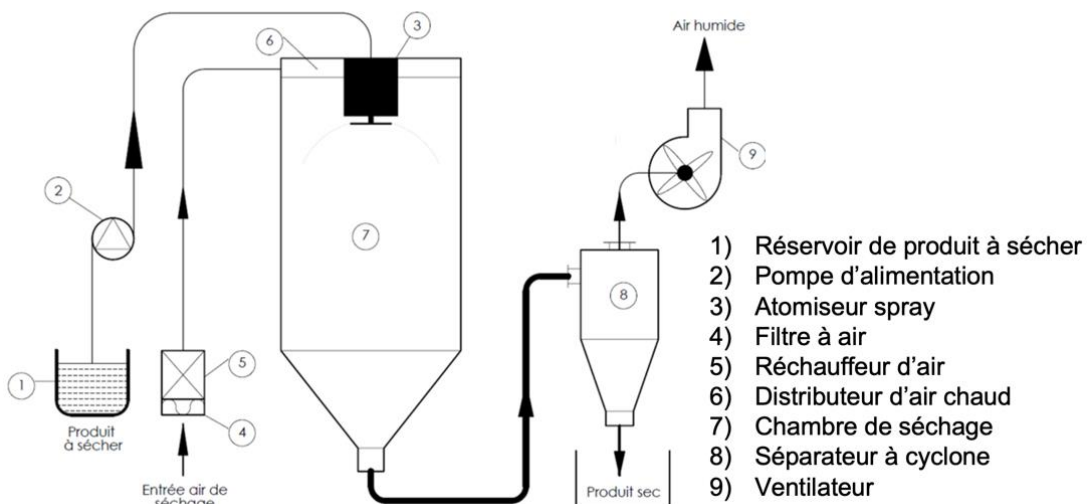 3
Air humide
6
9
2
7
1) Réservoir de produit à sécher
2) Pompe d'alimentation
8
3) Atomiseur spray
4) Filtre à air
5
5) Réchauffeur d'air
1
6) Distributeur d'air chaud
4
7) Chambre de séchage
Produit
à sécher
8) Séparateur à cyclone
Entrée air de
séchage
Produit sec
9) Ventilateur